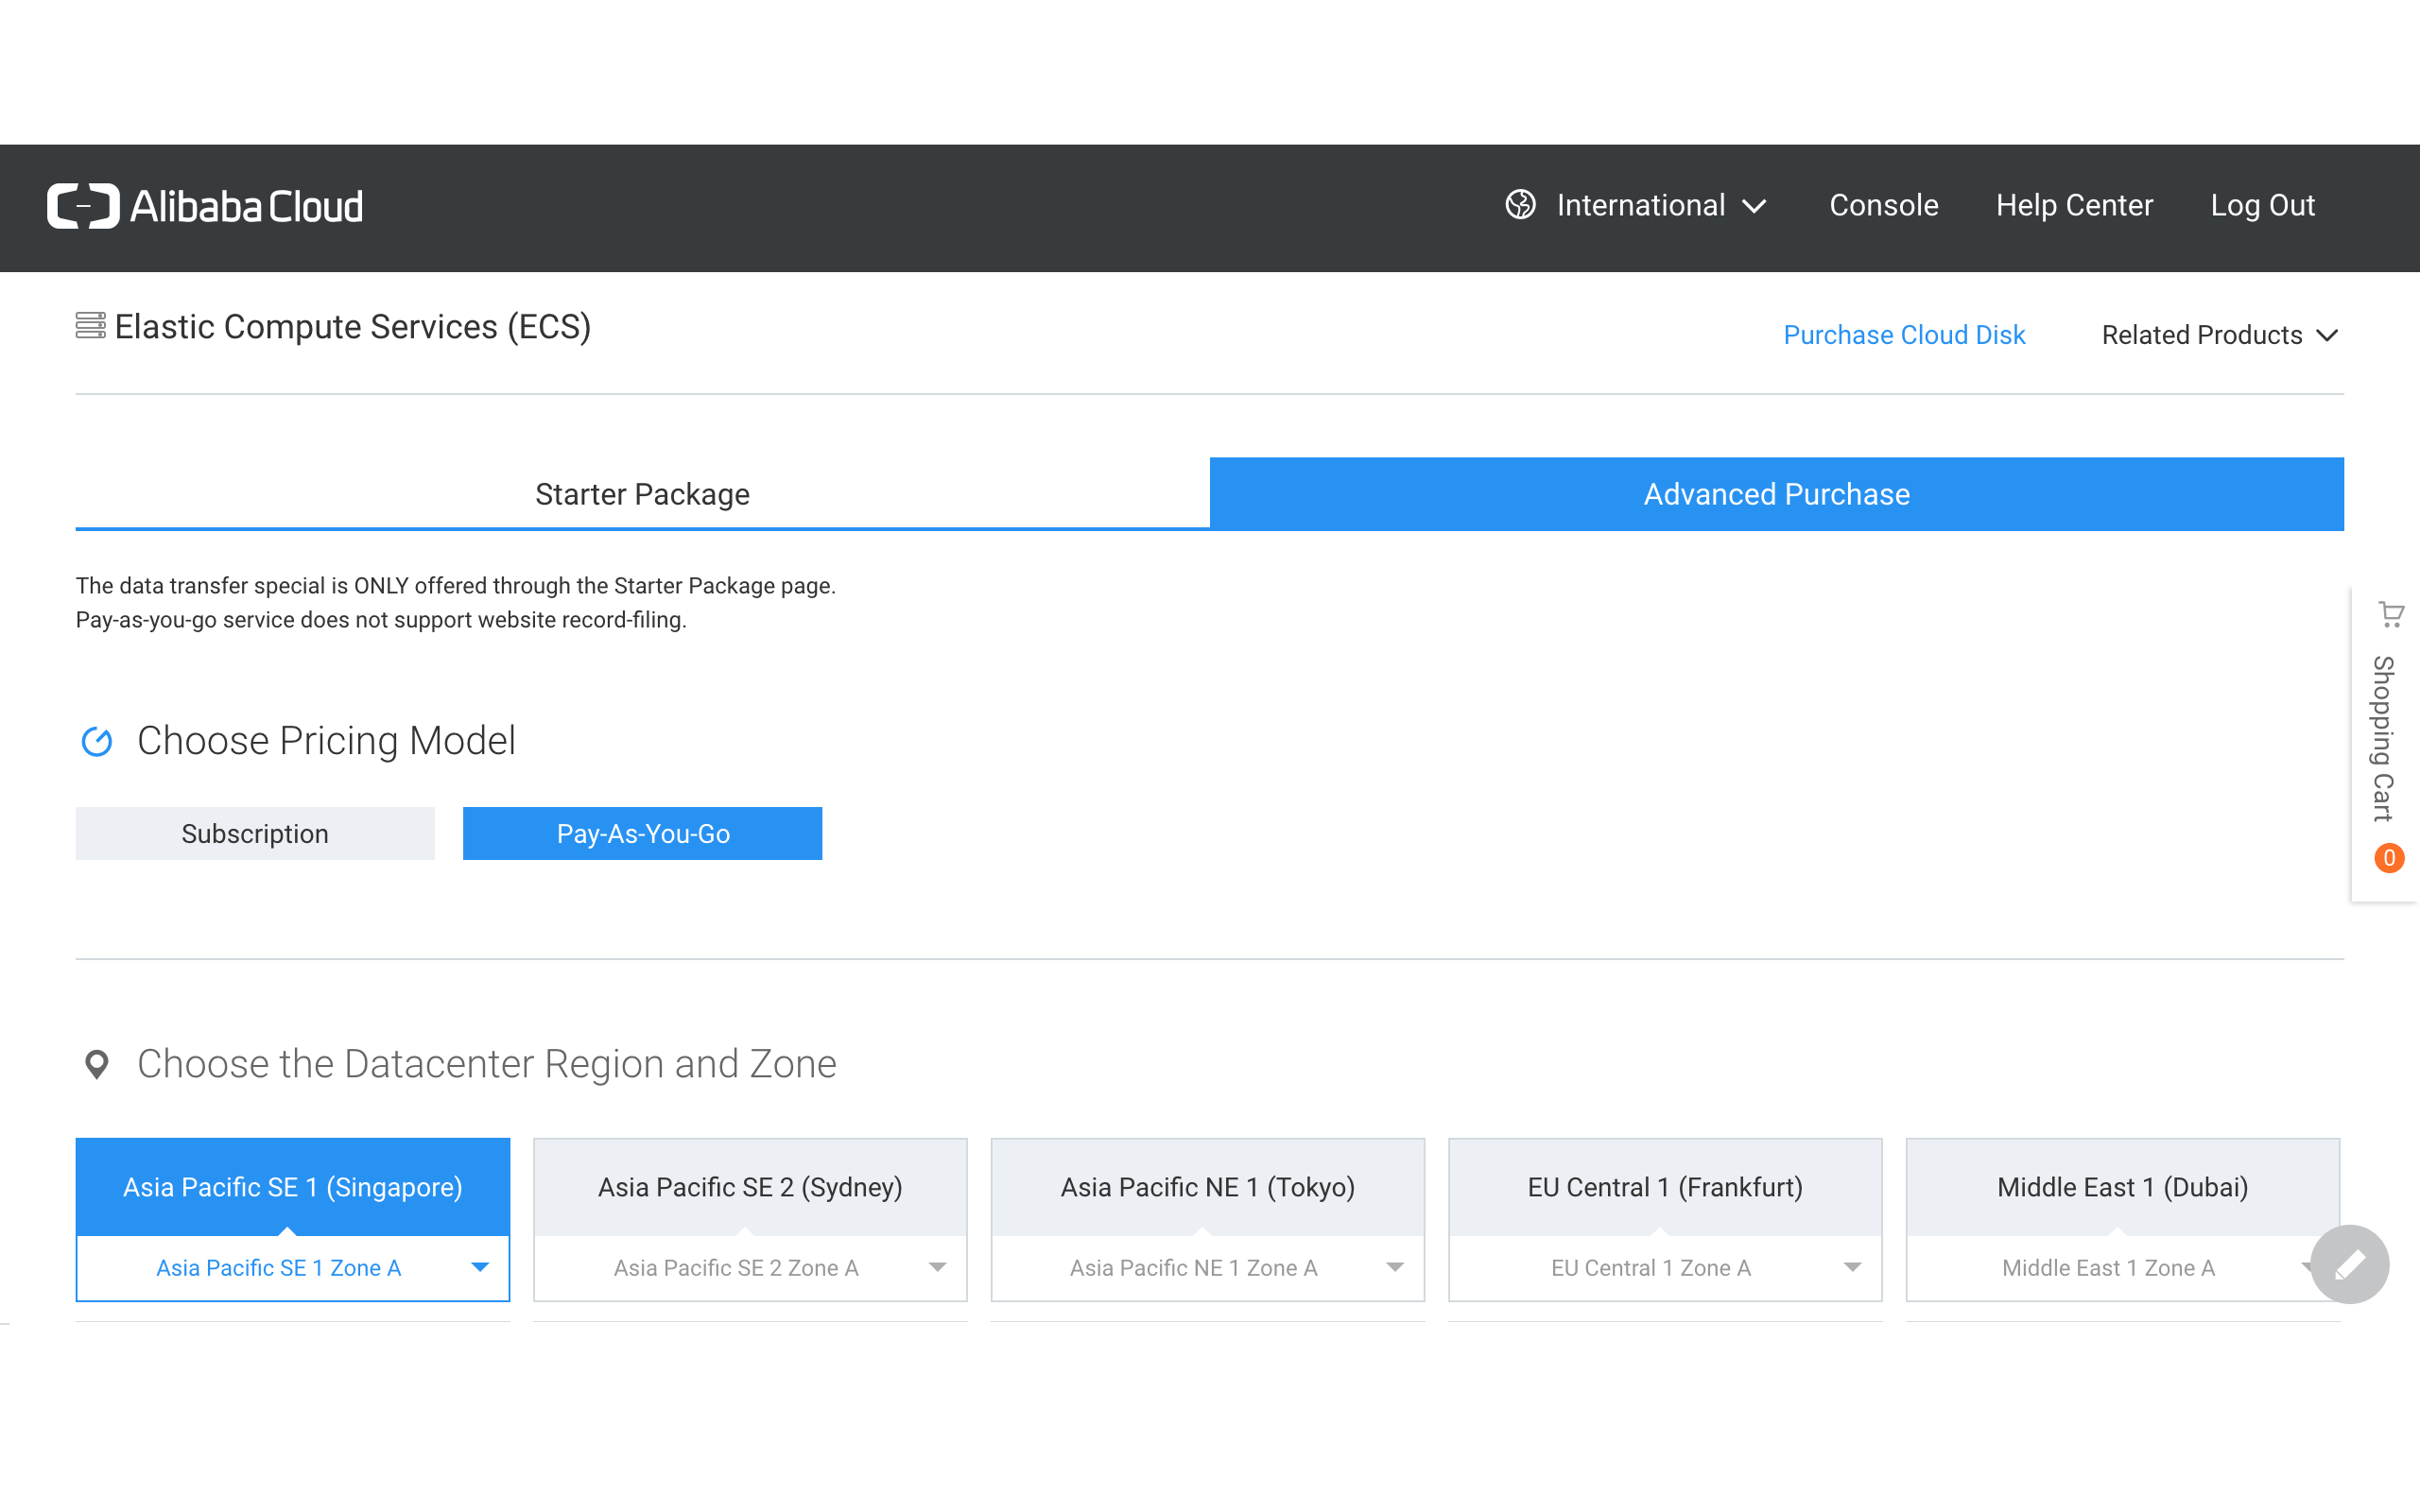 Alibaba Cloud
International
Console
Help Center
Log Out
Elastic Compute Services (ECS)
Purchase Cloud Disk
Related Products
Starter Package
Advanced Purchase
The data transfer special is ONLY offered through the Starter Package page.
Pay-as-you-go service does not support website record-filing.
Shopping Cart
0
Choose Pricing Model
Subscription
Pay-As-You-Go
Choose the Datacenter Region and Zone
Asia Pacific SE 1 (Singapore)
Asia Pacific SE 1 Zone A
Asia Pacific SE 2 (Sydney)
Asia Pacific SE 2 Zone A
Asia Pacific NE 1 (Tokyo)
Asia Pacific NE 1 Zone A
EU Central 1 (Frankfurt)
EU Central 1 Zone A
Middle East 1 (Dubai)
Middle East 1 Zone A